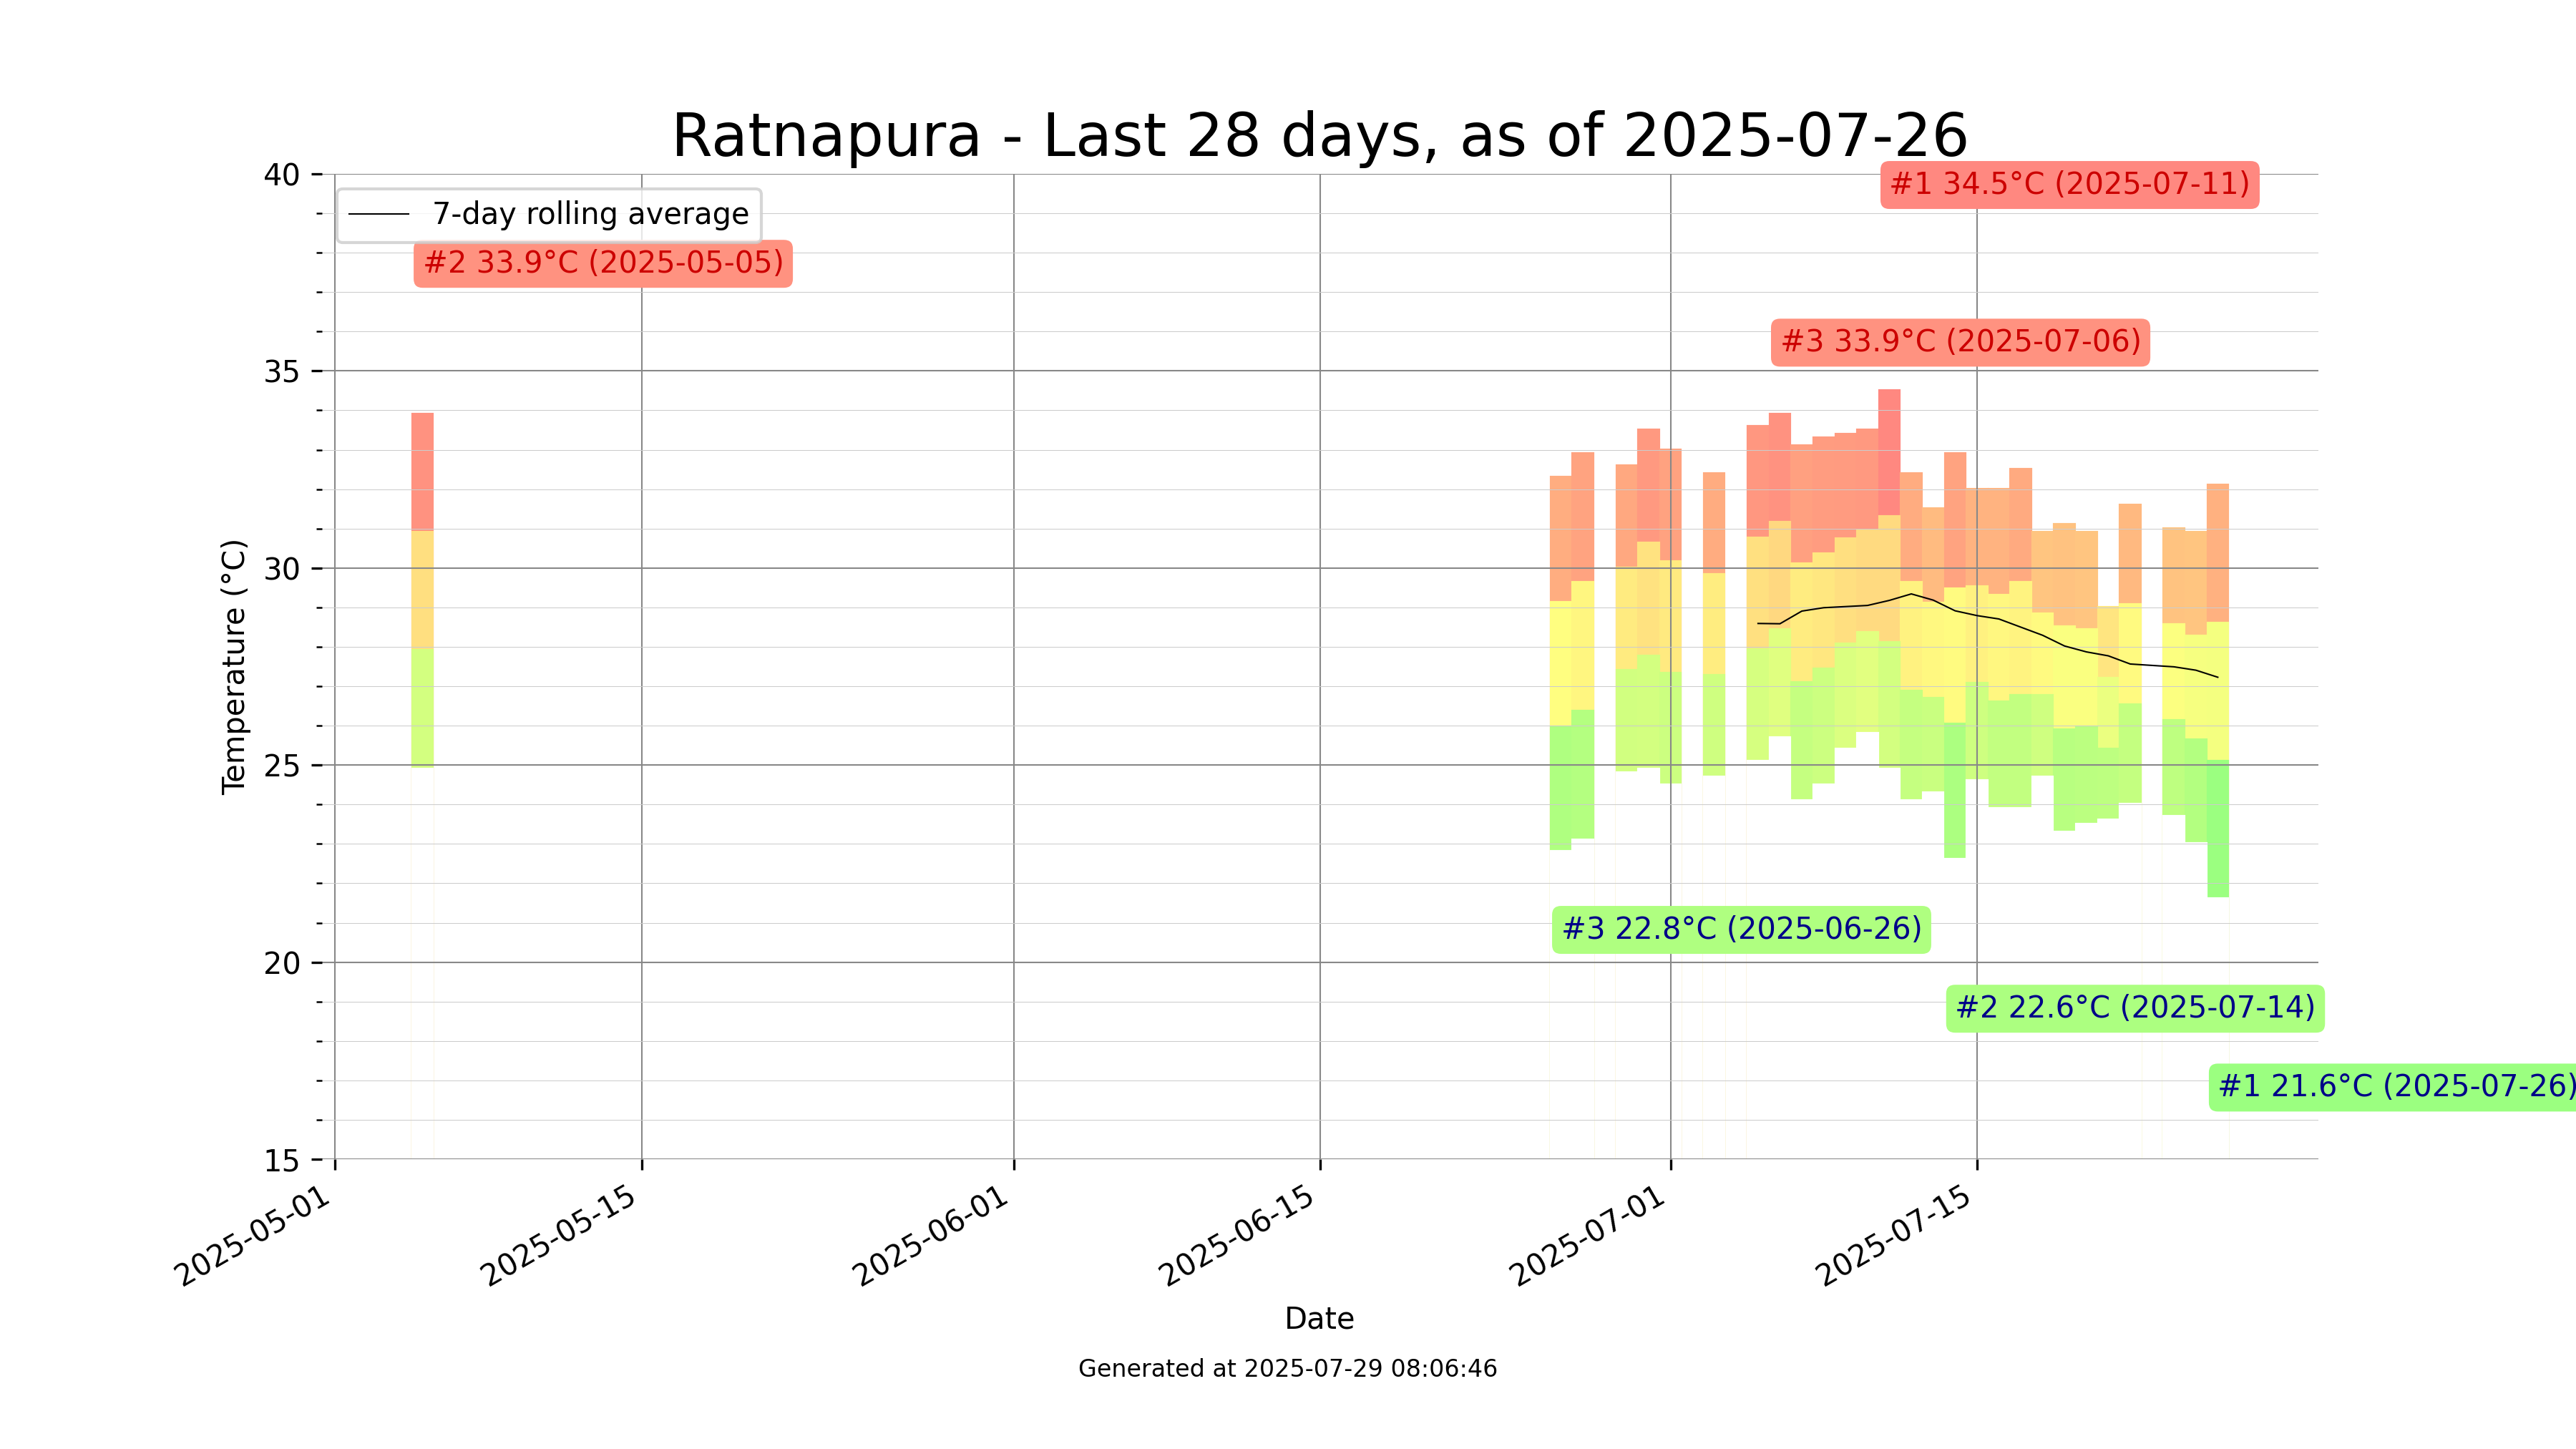 Ratnapura - Last 28 days, as of 2025-07-26
40
#1 34.5°C (2025-07-11)
7-day rolling average
#2 33.9°C (2025-05-05)
#3 33.9°C (2025-07-06)
35
30
Temperature (°C)
25
#3 22.8°C (2025-06-26)
20
#2 22.6°C (2025-07-14)
#1 21.6°C (2025-07-26)
15
2025-05-01
2025-05-15
2025-06-01
2025-06-15
2025-07-01
2025-07-15
Date
Generated at 2025-07-29 08:06:46